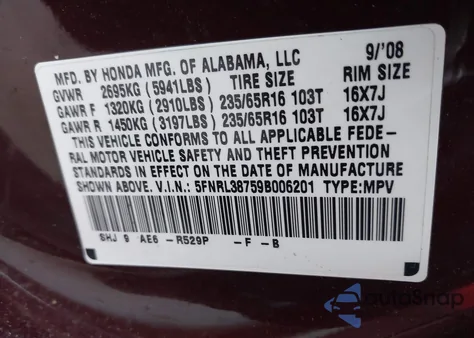 MFD. BY HONDA MFG. OF ALABAMA, LLC 9/'08
GVWR 2695KG (5941LBS) TIRE SIZE RIM SIZE
GAWR F 1320KG (2910LBS) 235/65R16 103T 16X7J
GAWR R 1450KG (3197LBS) 235/65R16 103T 16X7J
THIS VEHICLE CONFORMS TO ALL APPLICABLE FEDE-
RAL MOTOR VEHICLE SAFETY AND THEFT PREVENTION
STANDARDS IN EFFECT ON THE DATE OF MANUFACTURE
SHOWN ABOVE. V.I.N.: 5FNRL38759B006201 TYPE:MPV
SHJ 9 AE6 -R529P -F -B
autoSnap